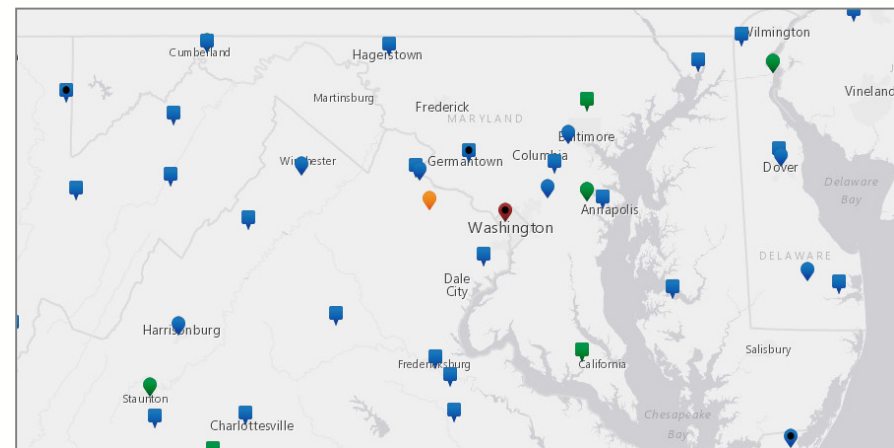 Wilmington
Cumberland
Hagerstown
Vineland
Martinsburg
Frederick
MARYLAND
Baltimore
Columbia
Winchester
Germantown
Dover
Delaware
Bay
Annapolis
Washington
DELAWARE
Dale
City
Harrisonburg
Salisbury
Fredericksburg
California
Staunton
Chesapeake
Bay
Charlottesville